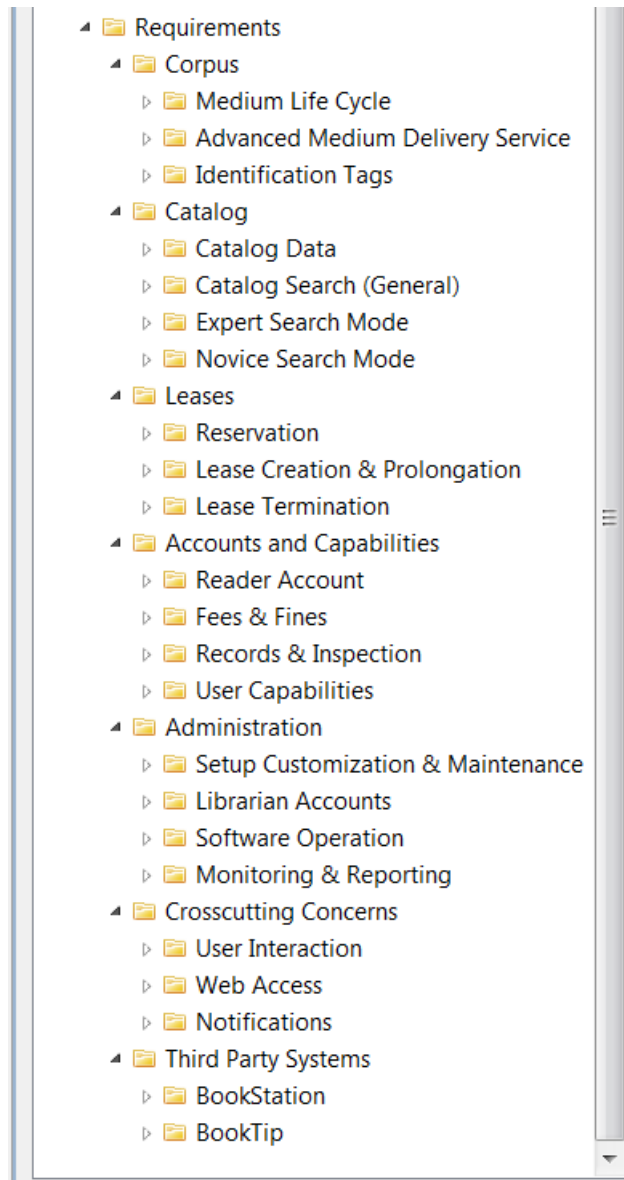 Requirements
Corpus
Medium Life Cycle
Advanced Medium Delivery Service
Identification Tags
Catalog
Catalog Data
Catalog Search (General)
Expert Search Mode
Novice Search Mode
Leases
Reservation
Lease Creation & Prolongation
Lease Termination
Accounts and Capabilities
Reader Account
Fees & Fines
Records & Inspection
User Capabilities
Administration
Setup Customization & Maintenance
Librarian Accounts
Software Operation
Monitoring & Reporting
Crosscutting Concerns
User Interaction
Web Access
Notifications
Third Party Systems
BookStation
BookTip